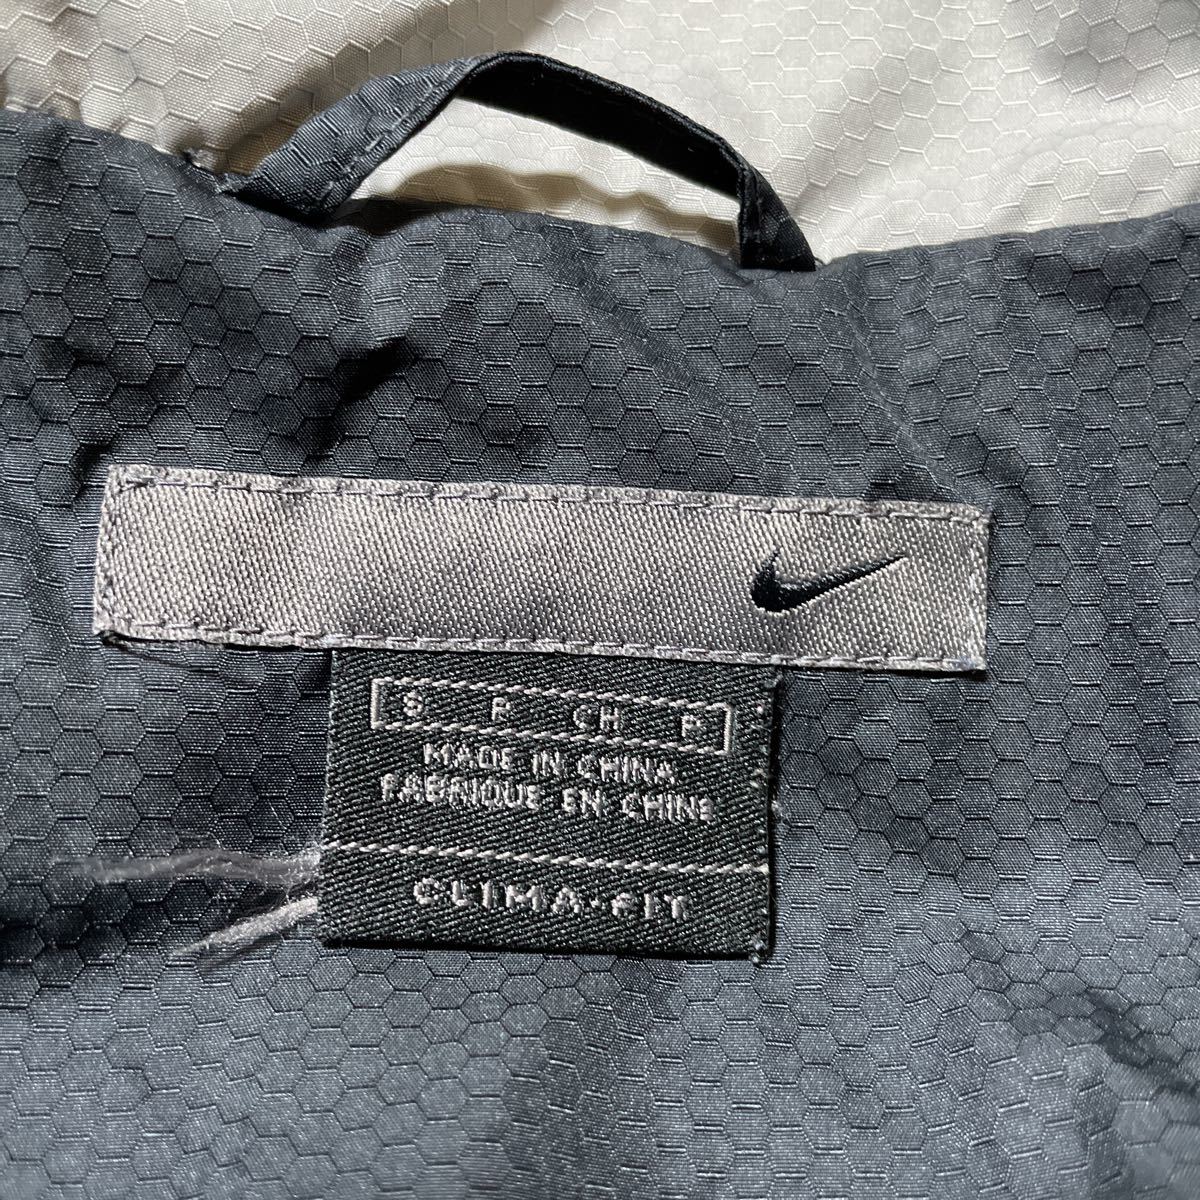 S P CH P
MADE IN CHINA
FABRIQUE EN CHINE
CLIMA-FIT